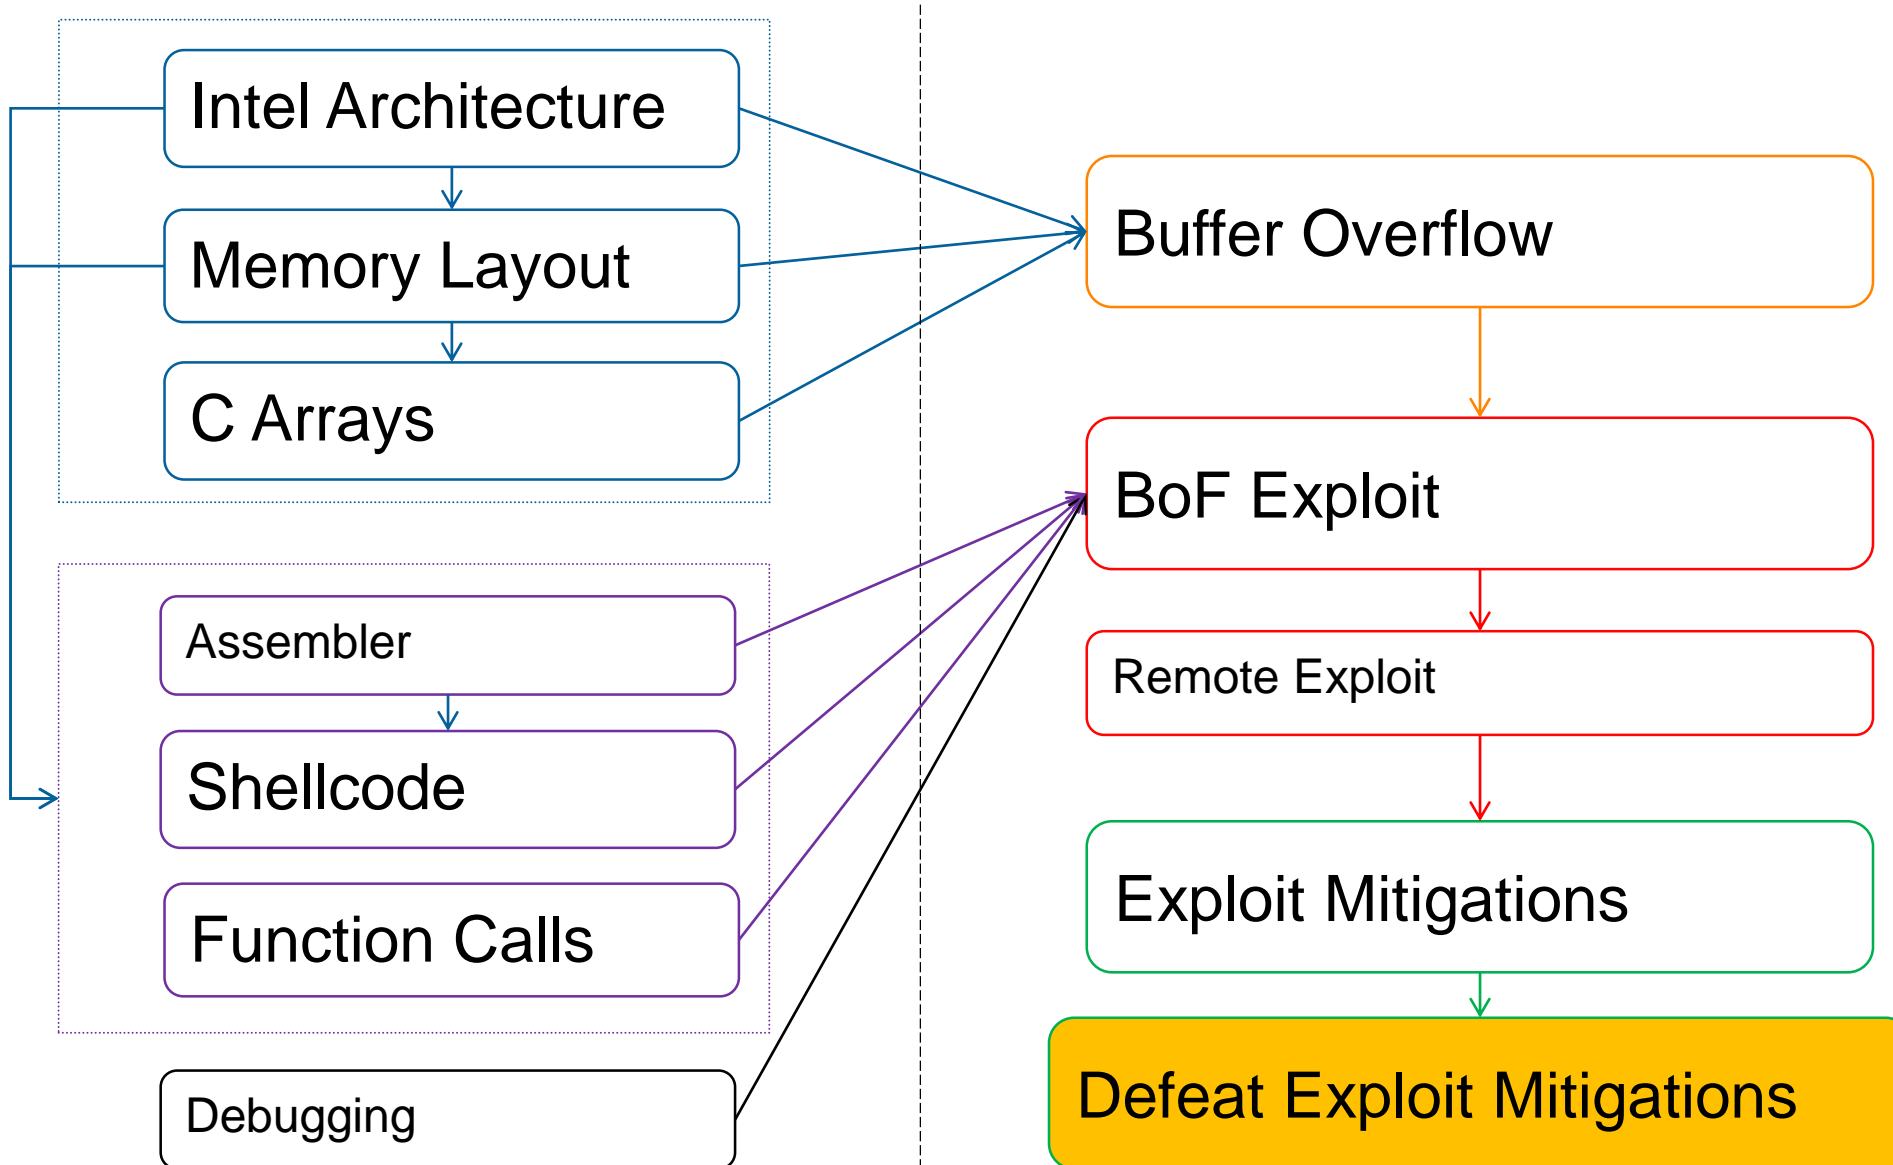 Intel Architecture
Memory Layout
C Arrays
Assembler
Shellcode
Function Calls
Debugging
Buffer Overflow
BoF Exploit
Remote Exploit
Exploit Mitigations
Defeat Exploit Mitigations